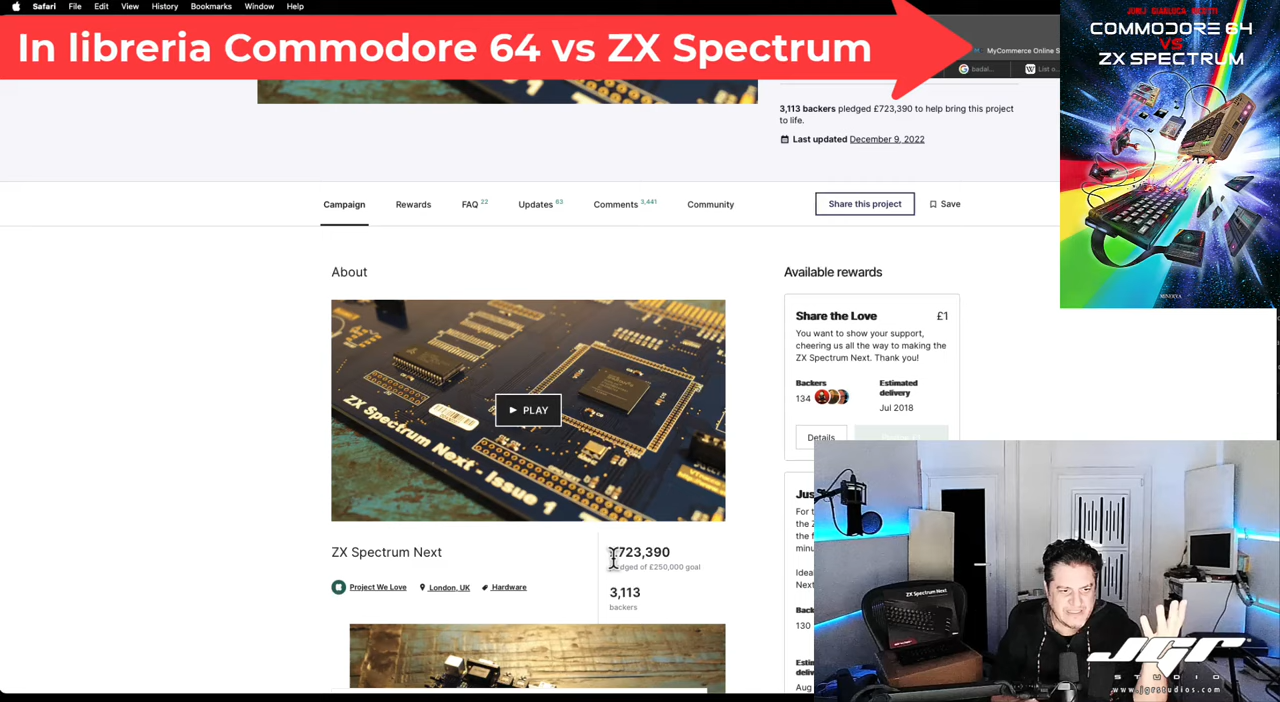 Safari File Edit View History Bookmarks Window Help
In libreria Commodore 64 vs ZX Spectrum
MyCommerce Online S
badal...
List o
COMMODORE 64
VS
ZX SPECTRUM
MINERVA
3,113 backers pledged £723,390 to help bring this project
to life.
Last updated December 9, 2022
Campaign Rewards FAQ 22 Updates 63 Comments 3,441 Community
Share this project
Save
About
PLAY
ZX Spectrum Next - Issue 1
ZX Spectrum Next
Project We Love London, UK Hardware
723,390
dged of £250,000 goal
3,113
backers
Available rewards
Share the Love £1
You want to show your support,
cheering us all the way to making the
ZX Spectrum Next. Thank you!
Backers
134
Estimated
delivery
Jul 2018
Details
ZX Spectrum Next
JGR
STUDIO
www.jgrstudios.com